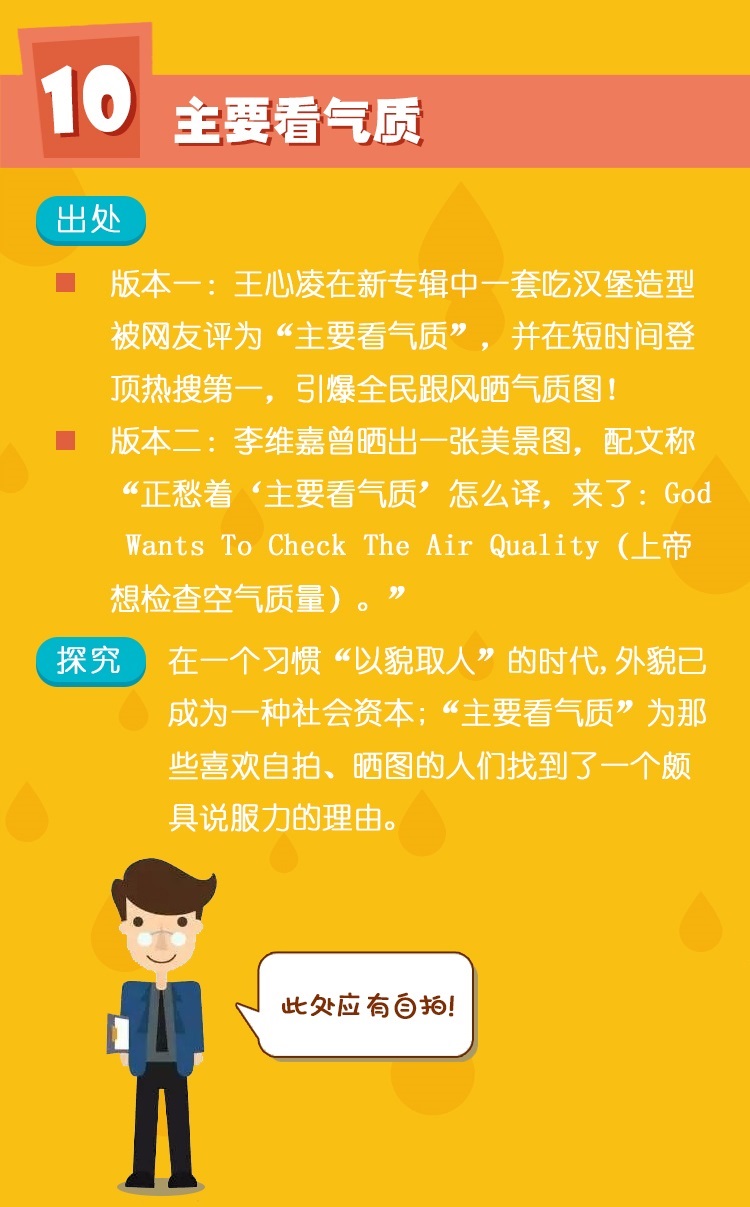 10
主要看气质
出处
版本一：王心凌在新专辑中一套吃汉堡造型
被网友评为“主要看气质”，并在短时间登
顶热搜第一，引爆全民跟风晒气质图！
版本二：李维嘉曾晒出一张美景图，配文称
“正愁着‘主要看气质’怎么译，来了：God
Wants To Check The Air Quality（上帝
想检查空气质量）。”
探究
在一个习惯“以貌取人”的时代,外貌已
成为一种社会资本;“主要看气质”为那
些喜欢自拍、晒图的人们找到了一个颇
具说服力的理由。
此处应有自拍!